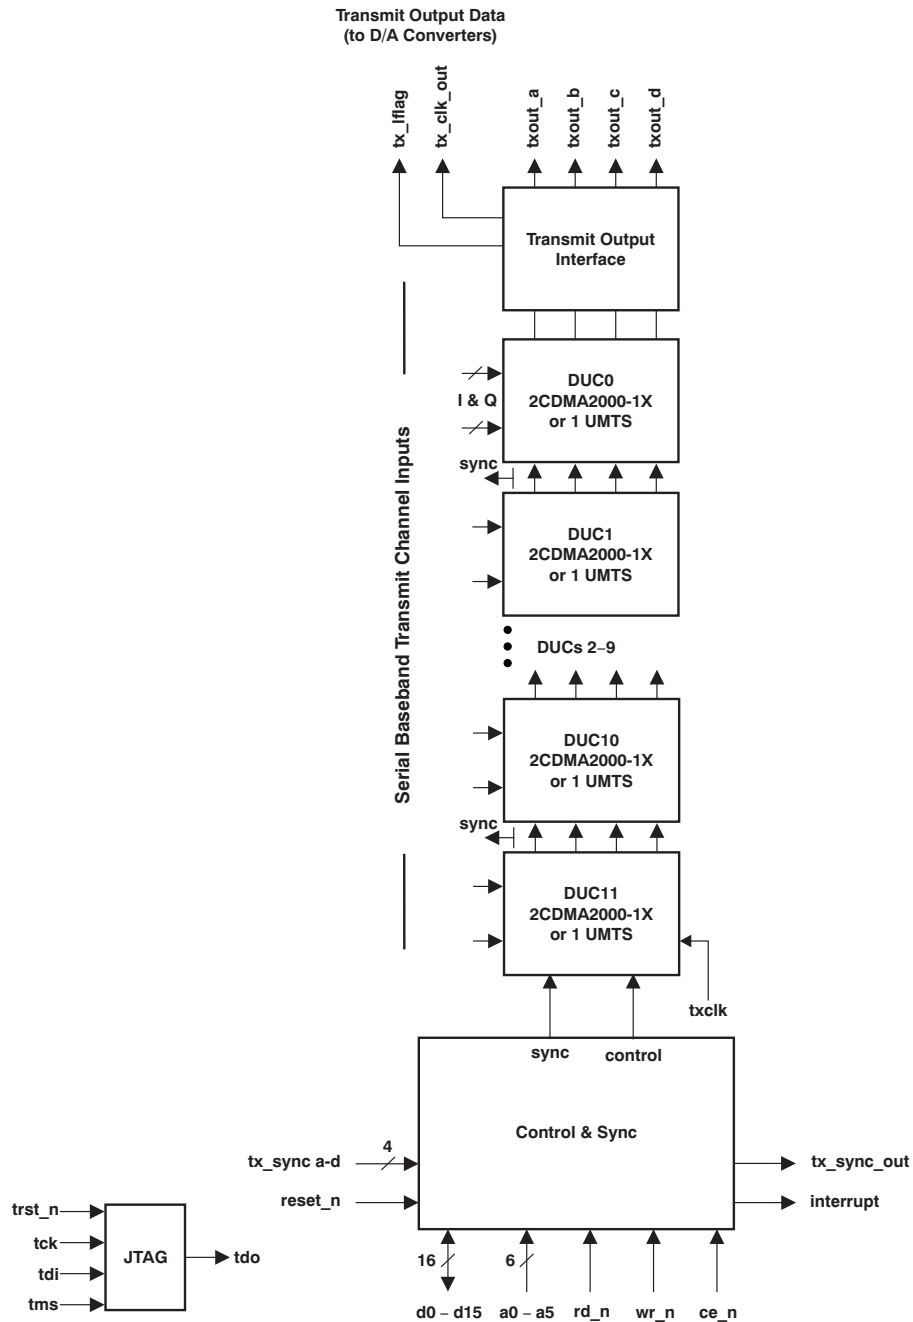 Transmit Output Data
(to D/A Converters)
tx_Iflag
tx_clk_out
txout_a
txout_b
txout_c
txout_d
Transmit Output
Interface
Serial Baseband Transmit Channel Inputs
I & Q
DUC0
2CDMA2000-1X
or 1 UMTS
sync
DUC1
2CDMA2000-1X
or 1 UMTS
DUCs 2–9
DUC10
2CDMA2000-1X
or 1 UMTS
sync
DUC11
2CDMA2000-1X
or 1 UMTS
txclk
sync
control
Control & Sync
tx_sync a-d
4
reset_n
tx_sync_out
interrupt
16
6
d0 – d15
a0 – a5
rd_n
wr_n
ce_n
trst_n
tck
tdi
tms
JTAG
tdo